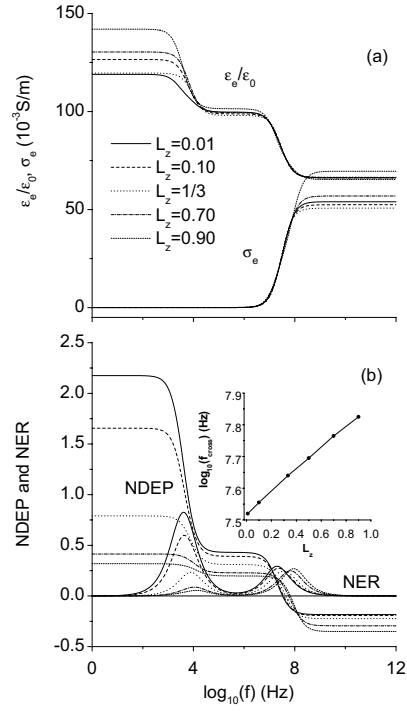 150
(a)
ε_e/ε_0
100
L_z=0.01
L_z=0.10
L_z=1/3
L_z=0.70
L_z=0.90
50
σ_e
0
ε_e/ε_0, σ_e (10^-3 S/m)
2.5
(b)
2.0
1.5
1.0
0.5
0.0
-0.5
NDEP and NER
NDEP
NER
7.9
7.8
7.7
7.6
7.5
log_10(f_cross) (Hz)
0.0 0.2 0.4 0.6 0.8 1.0
L_z
0 4 8 12
log_10(f) (Hz)